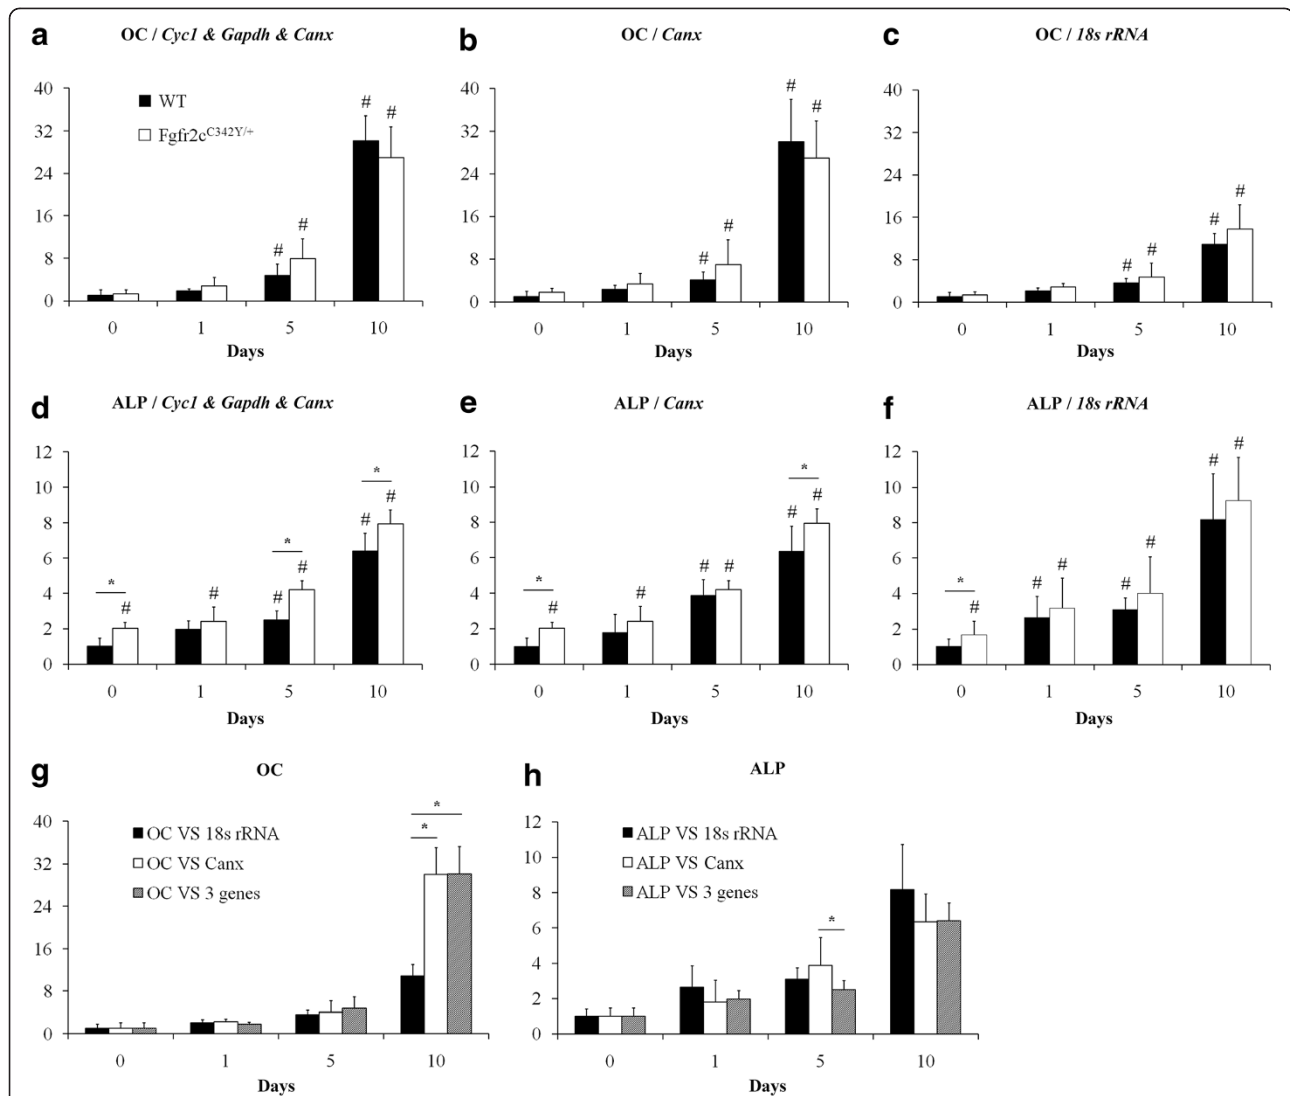 a OC / Cyc1 & Gapdh & Canx
40
32
24
16
8
0
WT
Fgfr2c^C342Y/+
# # # #
0 1 5 10
Days
b OC / Canx
40
32
24
16
8
0
# # # #
0 1 5 10
Days
c OC / 18s rRNA
40
32
24
16
8
0
# # # #
0 1 5 10
Days
d ALP / Cyc1 & Gapdh & Canx
12
10
8
6
4
2
0
* # # # # * # # *
0 1 5 10
Days
e ALP / Canx
12
10
8
6
4
2
0
* # # # # # # *
0 1 5 10
Days
f ALP / 18s rRNA
12
10
8
6
4
2
0
* # # # # # # #
0 1 5 10
Days
g OC
40
32
24
16
8
0
OC VS 18s rRNA
OC VS Canx
OC VS 3 genes
*
*
0 1 5 10
Days
h ALP
12
10
8
6
4
2
0
ALP VS 18s rRNA
ALP VS Canx
ALP VS 3 genes
*
0 1 5 10
Days